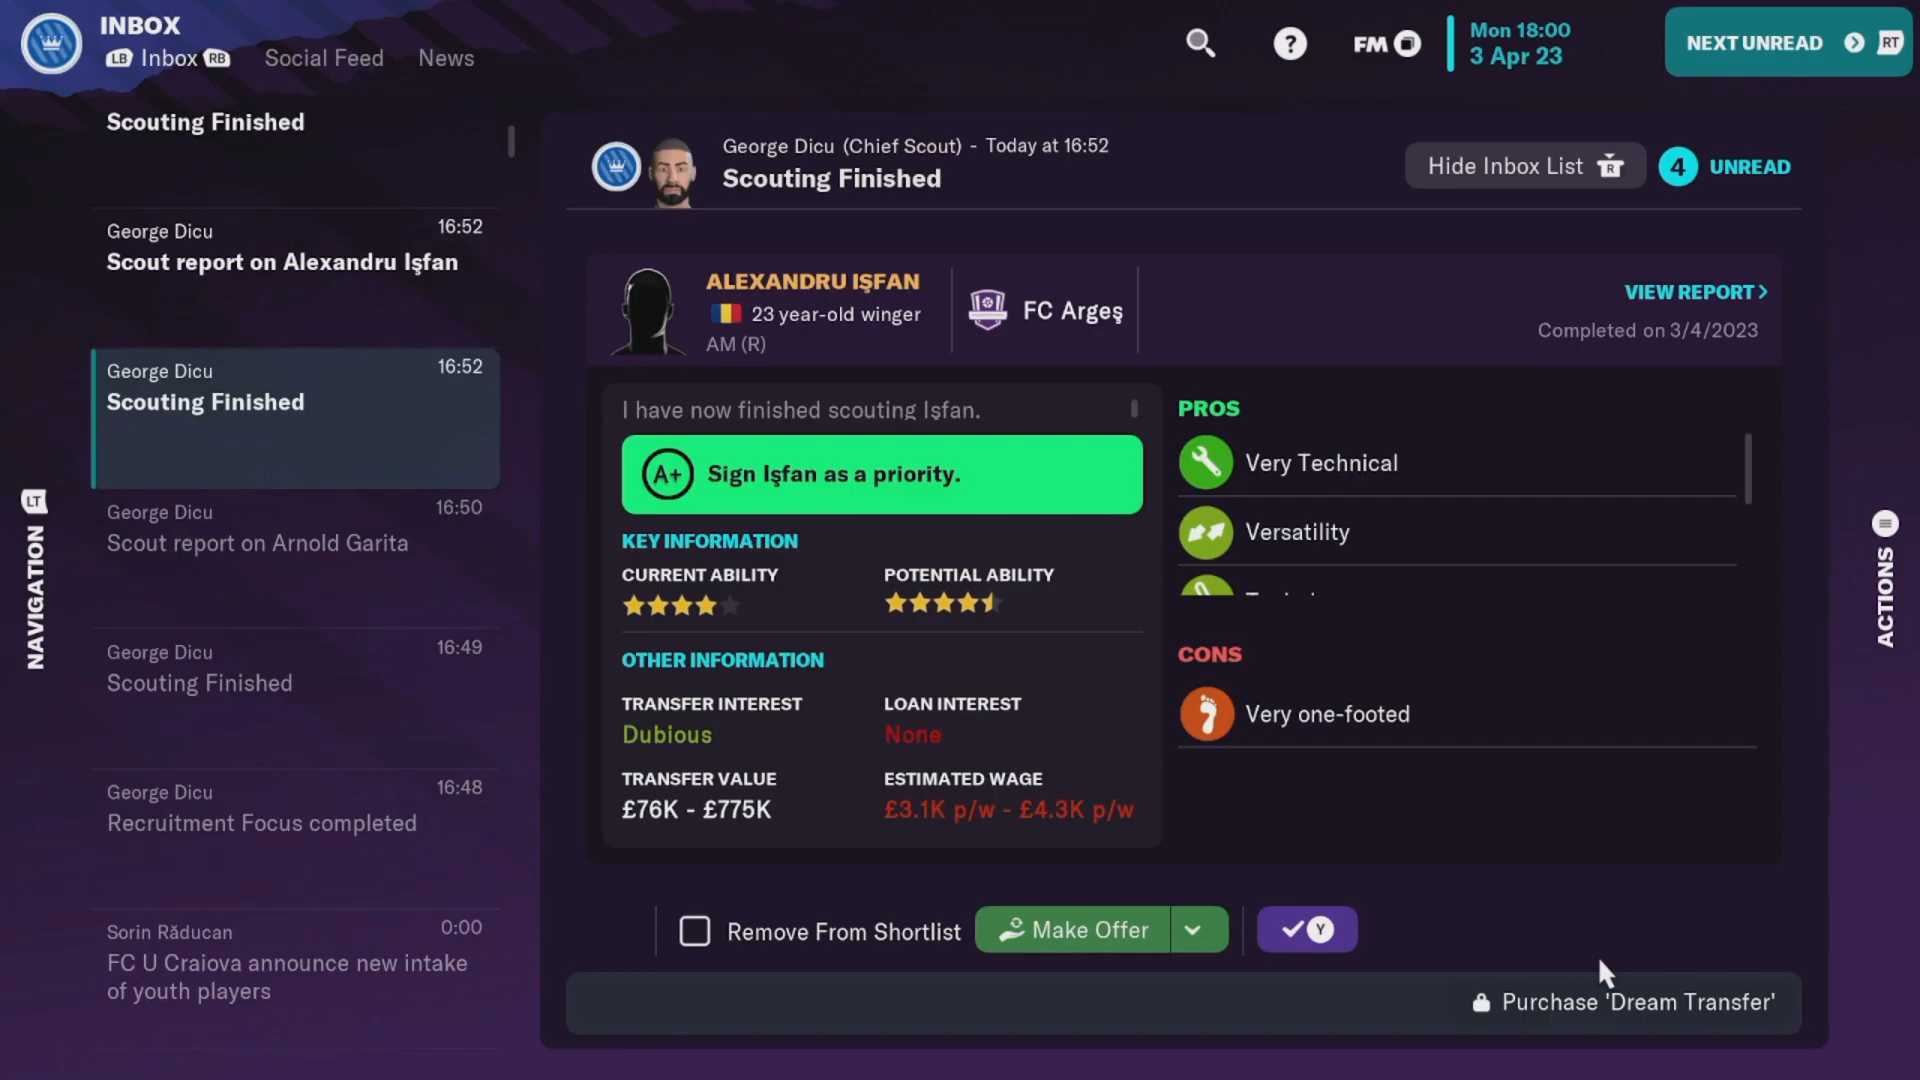 INBOX
LB Inbox RB
Social Feed
News
FM
Mon 18:00
3 Apr 23
NEXT UNREAD
RT
Scouting Finished
George Dicu
16:52
Scout report on Alexandru Işfan
George Dicu
16:52
Scouting Finished
George Dicu
16:50
Scout report on Arnold Garita
George Dicu
16:49
Scouting Finished
George Dicu
16:48
Recruitment Focus completed
Sorin Răducan
0:00
FC U Craiova announce new intake
of youth players
LT
NAVIGATION
George Dicu (Chief Scout) - Today at 16:52
Scouting Finished
Hide Inbox List
R
4
UNREAD
ALEXANDRU IŞFAN
23 year-old winger
AM (R)
FC Argeş
VIEW REPORT
Completed on 3/4/2023
I have now finished scouting Işfan.
A+
Sign Işfan as a priority.
KEY INFORMATION
CURRENT ABILITY
POTENTIAL ABILITY
OTHER INFORMATION
TRANSFER INTEREST
LOAN INTEREST
Dubious
None
TRANSFER VALUE
ESTIMATED WAGE
£76K - £775K
£3.1K p/w - £4.3K p/w
PROS
Very Technical
Versatility
CONS
Very one-footed
Remove From Shortlist
Make Offer
Y
Purchase 'Dream Transfer'
ACTIONS